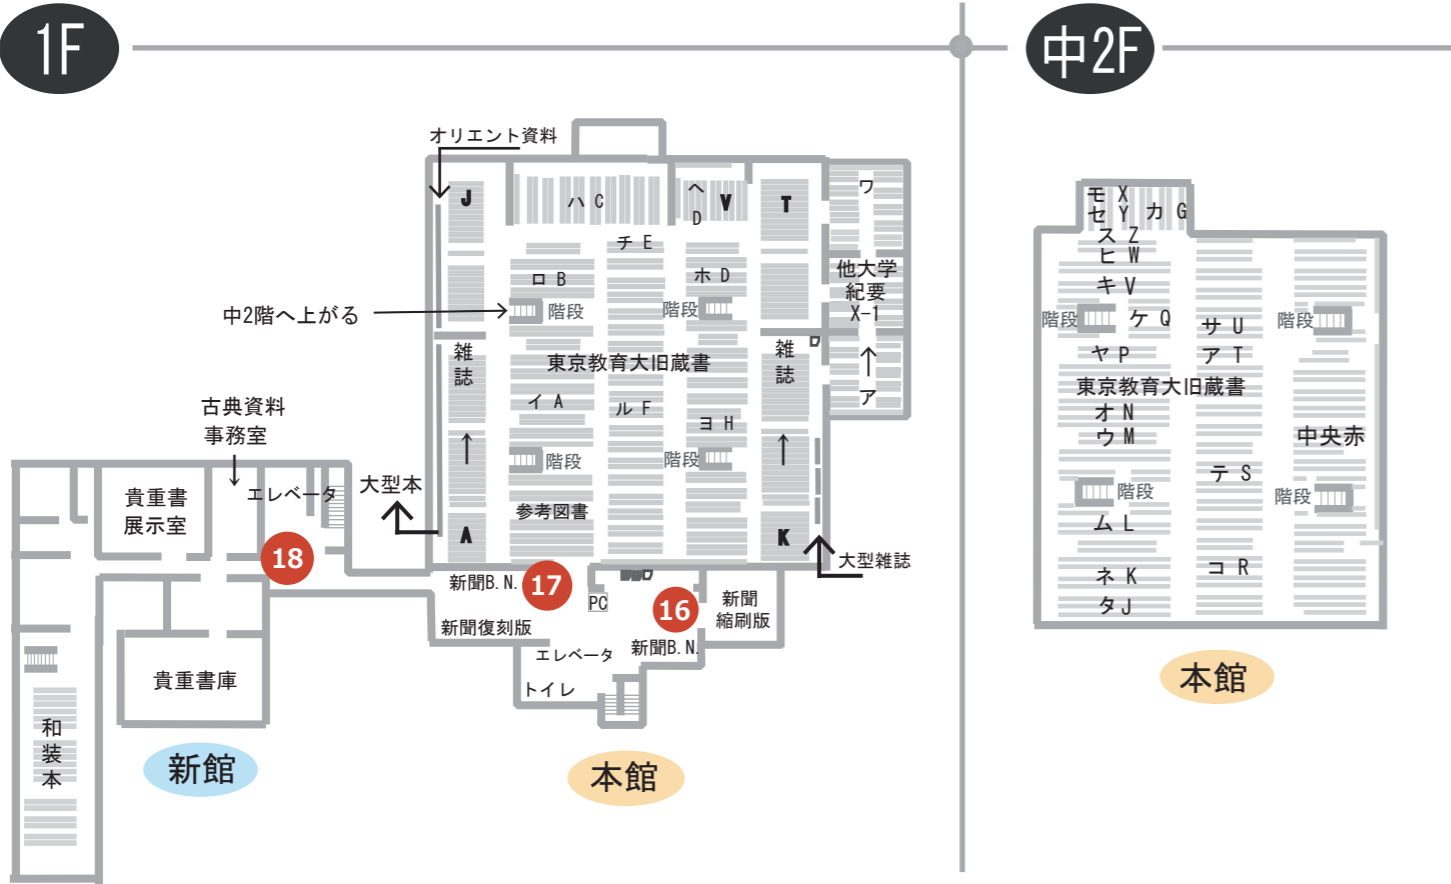 1F
オリエント資料
J
ハ C
ヘ
D
V
T
ワ
チ E
ロ B
ホ D
他大学
紀要
X-1
中2階へ上がる
階段
階段
雑
誌
東京教育大旧蔵書
雑
誌
イ A
ル F
ヨ H
ア
古典資料
事務室
階段
階段
大型本
エレベータ
貴重書
展示室
参考図書
A
K
大型雑誌
18
新聞B.N.
17
PC
16
新聞
縮刷版
新聞復刻版
新聞B.N.
エレベータ
トイレ
貴重書庫
和
装
本
新館
本館
中2F
モ X
セ Y
カ G
ス Z
ヒ W
キ V
階段
ケ Q
サ U
階段
ヤ P
ア T
東京教育大旧蔵書
オ N
ウ M
中央赤
テ S
階段
階段
ム L
ネ K
コ R
タ J
本館